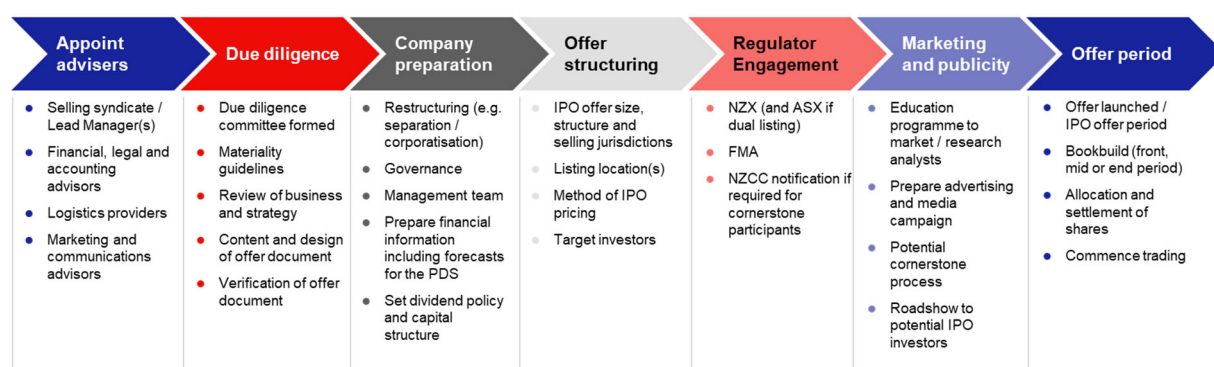 Appoint
advisers
Due diligence
Company
preparation
Offer
structuring
Regulator
Engagement
Marketing
and publicity
Offer period
Selling syndicate /
Lead Manager(s)
Financial, legal and
accounting
advisors
Logistics providers
Marketing and
communications
advisors
Due diligence
committee formed
Materiality
guidelines
Review of business
and strategy
Content and design
of offer document
Verification of offer
document
Restructuring (e.g.
separation /
corporatisation)
Governance
Management team
Prepare financial
information
including forecasts
for the PDS
Set dividend policy
and capital
structure
IPO offer size,
structure and
selling jurisdictions
Listing location(s)
Method of IPO
pricing
Target investors
NZX (and ASX if
dual listing)
FMA
NZCC notification if
required for
cornerstone
participants
Education
programme to
market / research
analysts
Prepare advertising
and media
campaign
Potential
cornerstone
process
Roadshow to
potential IPO
investors
Offer launched /
IPO offer period
Bookbuild (front,
mid or end period)
Allocation and
settlement of
shares
Commence trading